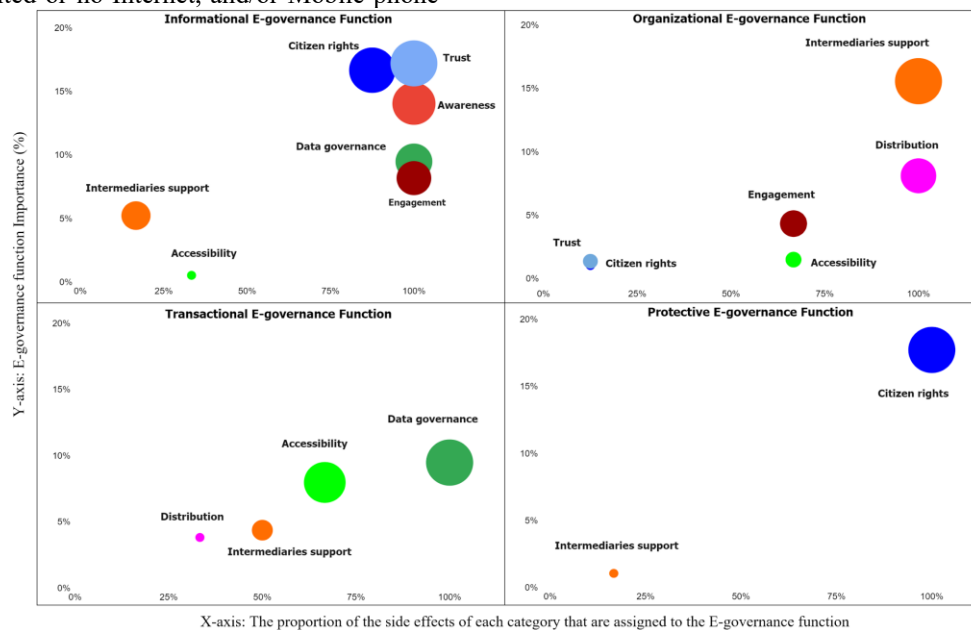 ited or no Internet, and/or Mobile phone
Informational E-governance Function
20%
15%
10%
5%
0%
Citizen rights
Trust
Awareness
Data governance
Engagement
Intermediaries support
Accessibility
0% 25% 50% 75% 100%
Organizational E-governance Function
20%
15%
10%
5%
0%
Intermediaries support
Distribution
Engagement
Trust
Citizen rights
Accessibility
0% 25% 50% 75% 100%
Y-axis: E-governance function Importance (%)
Transactional E-governance Function
20%
15%
10%
5%
0%
Data governance
Accessibility
Distribution
Intermediaries support
0% 25% 50% 75% 100%
Protective E-governance Function
20%
15%
10%
5%
0%
Citizen rights
Intermediaries support
0% 25% 50% 75% 100%
X-axis: The proportion of the side effects of each category that are assigned to the E-governance function